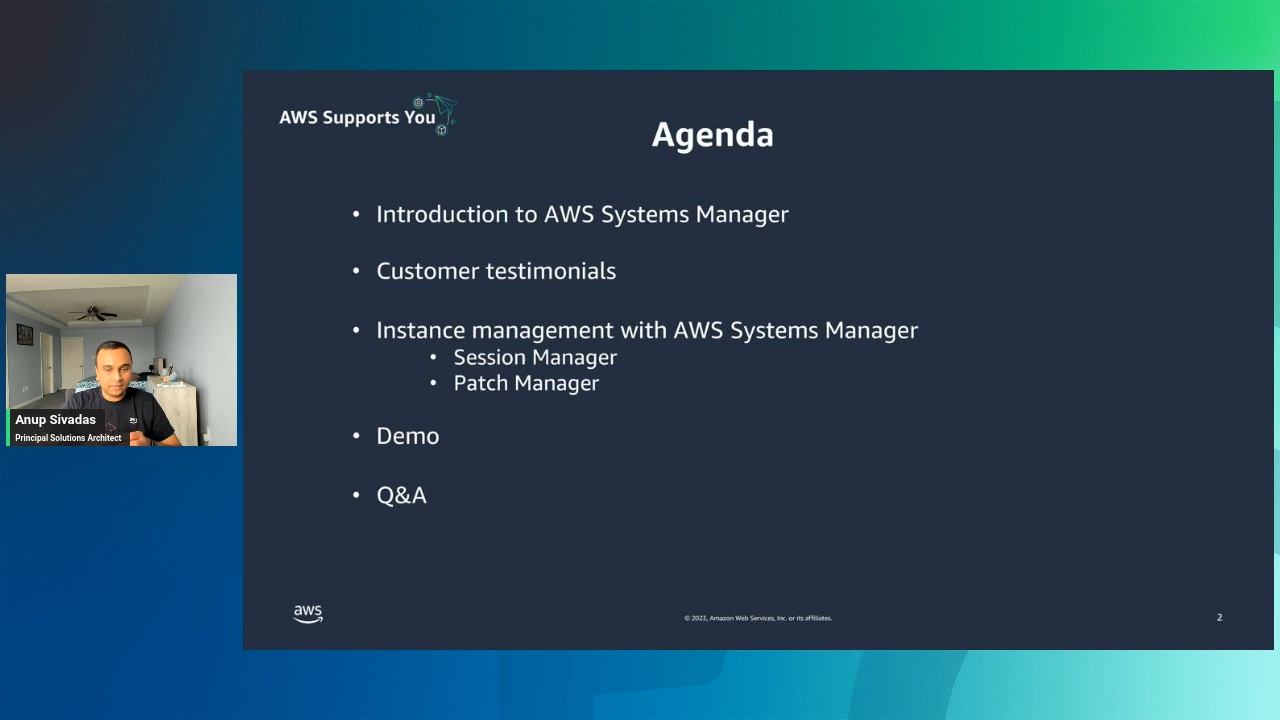 AWS Supports You
Agenda
• Introduction to AWS Systems Manager
• Customer testimonials
• Instance management with AWS Systems Manager
• Session Manager
• Patch Manager
• Demo
• Q&A
Anup Sivadas
Principal Solutions Architect
aws
© 2023, Amazon Web Services, Inc. or its affiliates.
2